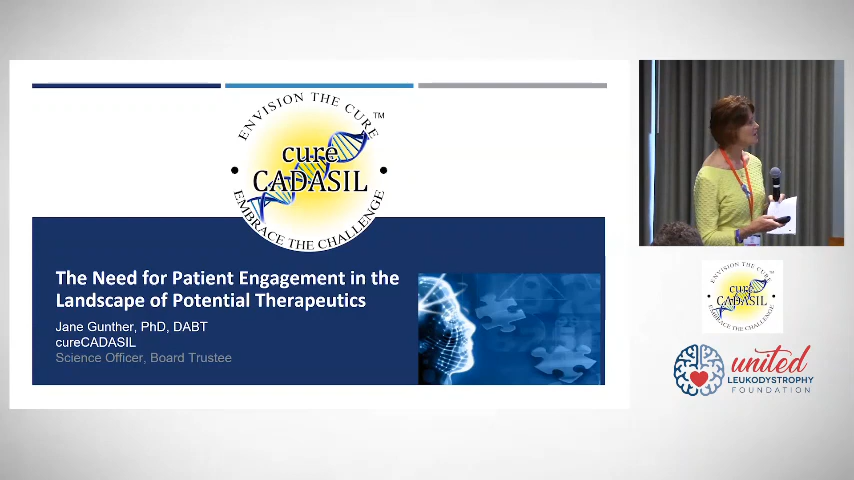 ENVISION THE CURE
TM
cure
CADASIL
EMBRACE THE CHALLENGE
The Need for Patient Engagement in the
Landscape of Potential Therapeutics
Jane Gunther, PhD, DABT
cureCADASIL
Science Officer, Board Trustee
ENVISION THE CURE
cure
CADASIL
EMBRACE THE CHALLENGE
united
LEUKODYSTROPHY
FOUNDATION